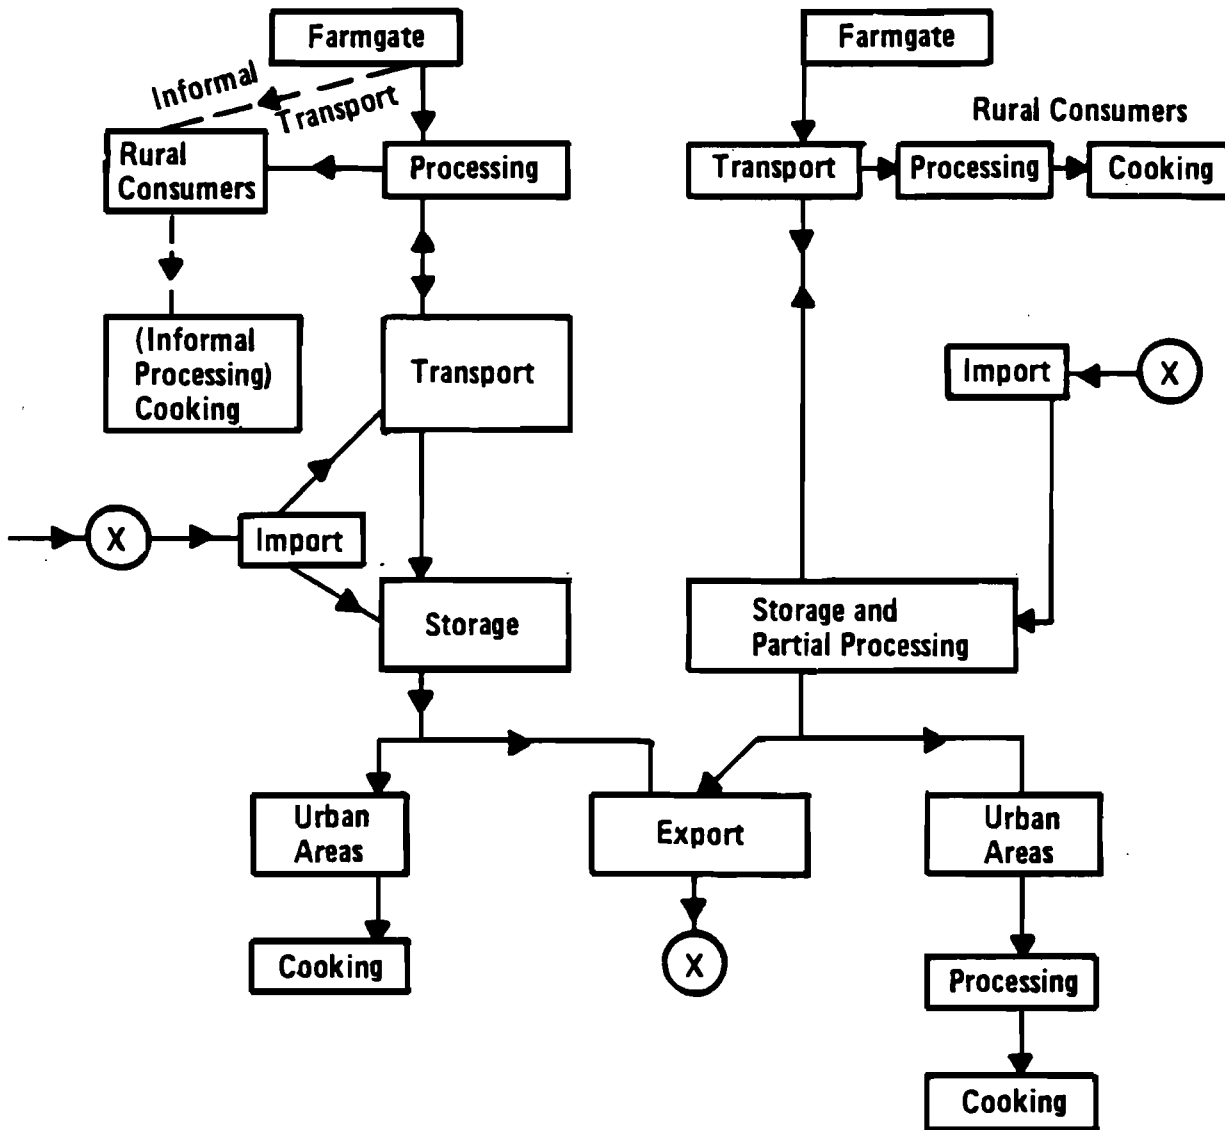 Farmgate
Farmgate
Informal
Transport
Rural Consumers
Rural
Consumers
Processing
Transport
Processing
Cooking
(Informal
Processing)
Cooking
Transport
Import
X
X
Import
Storage
Storage and
Partial Processing
Urban
Areas
Export
Urban
Areas
Cooking
X
Processing
Cooking